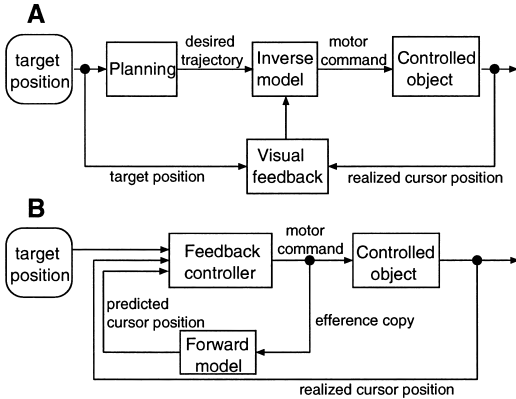 A
target
position
Planning
desired
trajectory
Inverse
model
motor
command
Controlled
object
target position
Visual
feedback
realized cursor position
B
target
position
Feedback
controller
motor
command
Controlled
object
predicted
cursor position
efference copy
Forward
model
realized cursor position